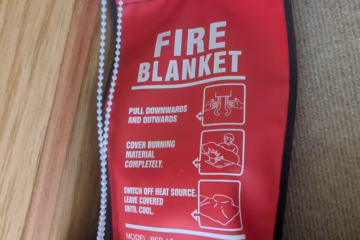 FIRE
BLANKET
PULL DOWNWARDS
AND OUTWARDS
COVER BURNING
MATERIAL
COMPLETELY.
SWITCH OFF HEAT SOURCE.
LEAVE COVERED
UNTIL COOL.